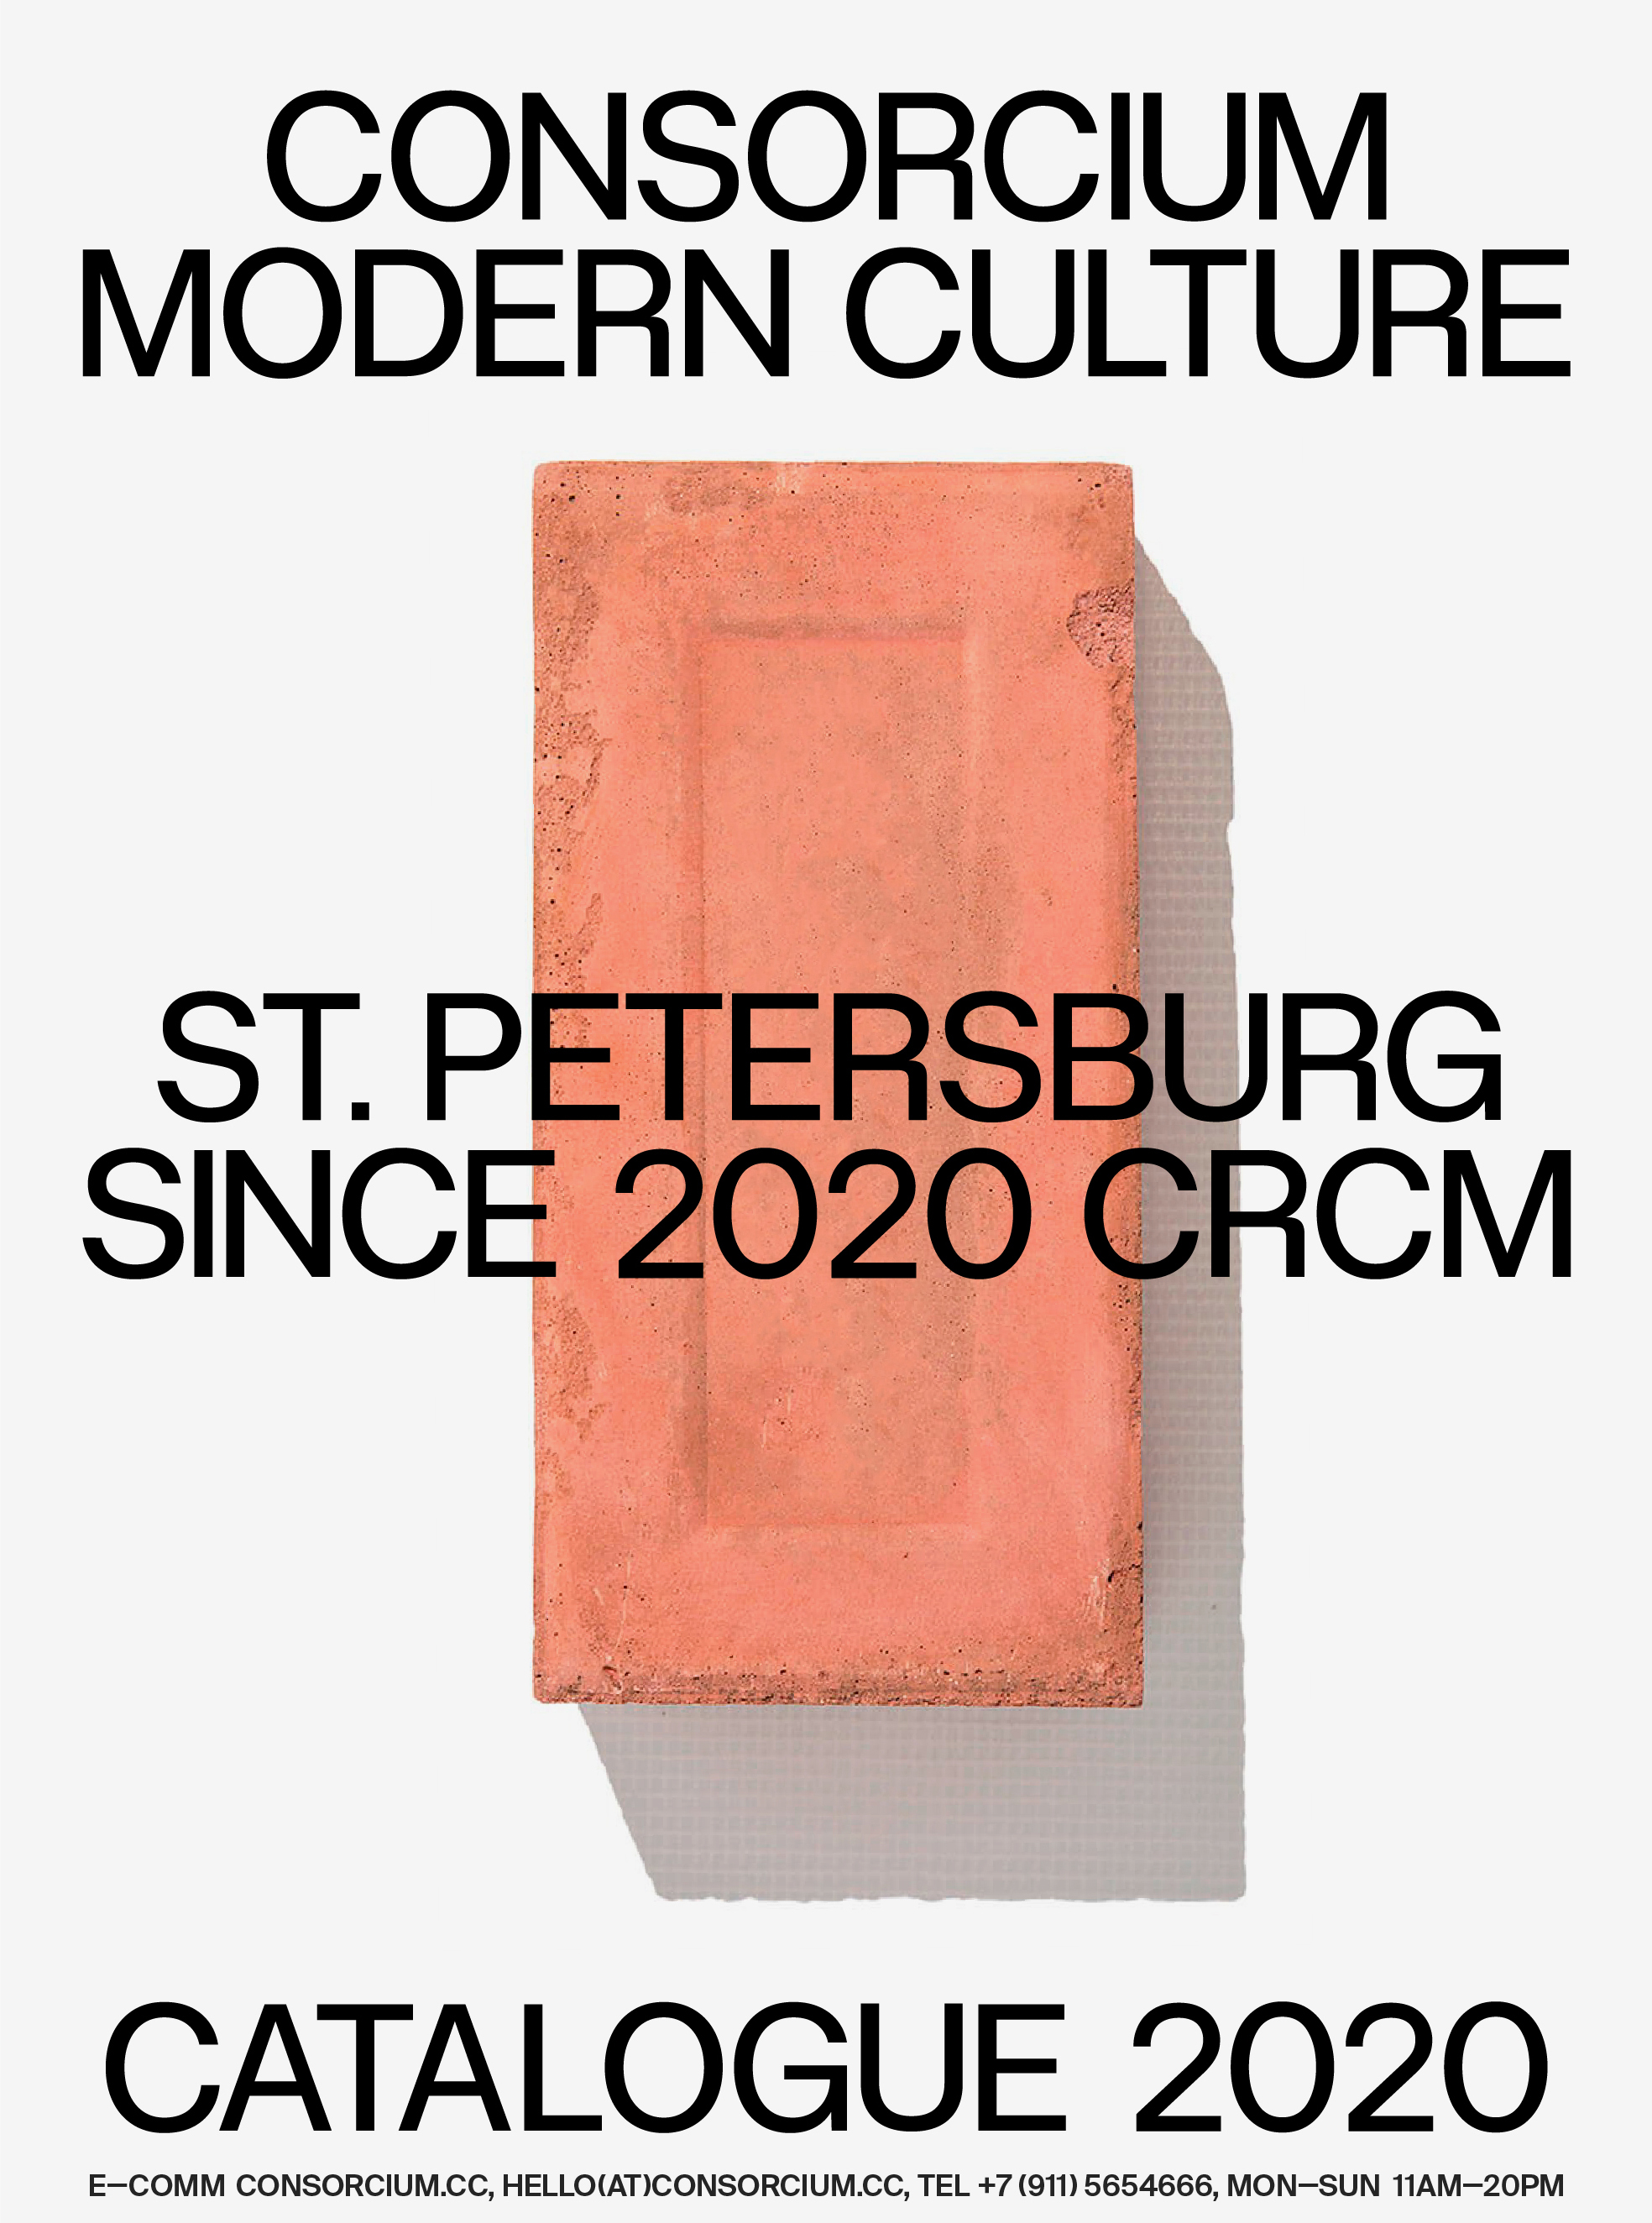 CONSORCIUM
MODERN CULTURE
ST. PETERSBURG
SINCE 2020 CRCM
CATALOGUE 2020
E—COMM CONSORCIUM.CC, HELLO(AT)CONSORCIUM.CC, TEL +7 (911) 5654666, MON—SUN 11AM—20PM